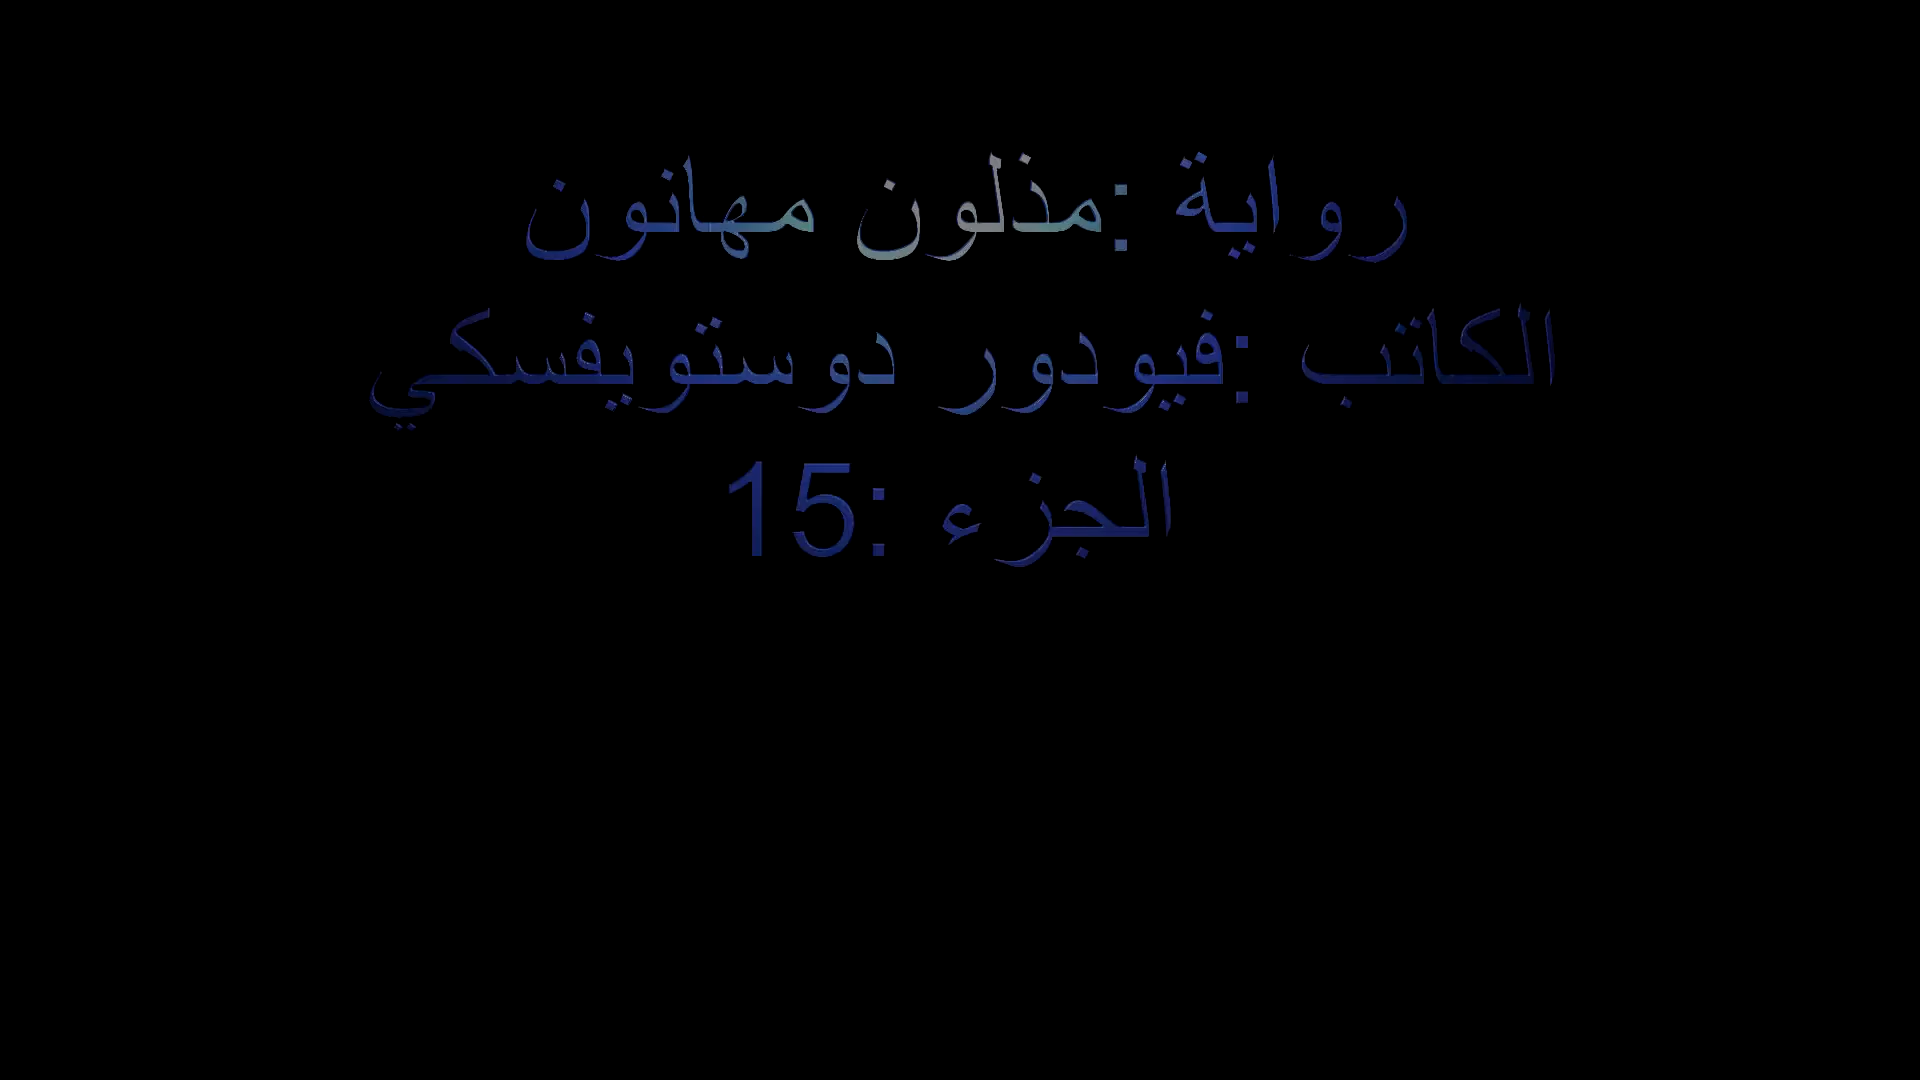 رواية :مذلون مهانون
الكاتب :فيودور دوستويفسكي
الجزء :15